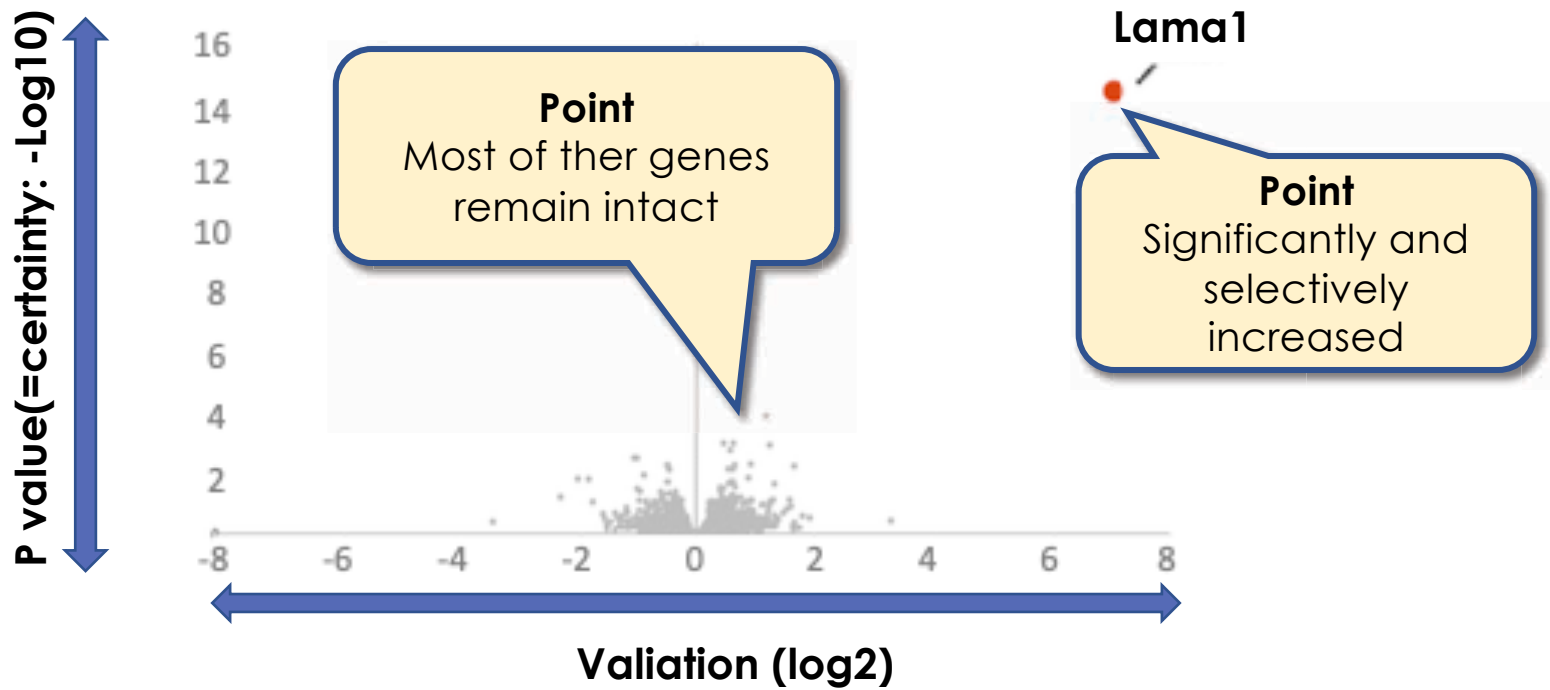 P value(=certainty: -Log10)
16
14
12
10
8
6
4
2
Point
Most of ther genes
remain intact
Lama1
Point
Significantly and
selectively
increased
-8
-6
-4
-2
0
2
4
6
8
Valiation (log2)